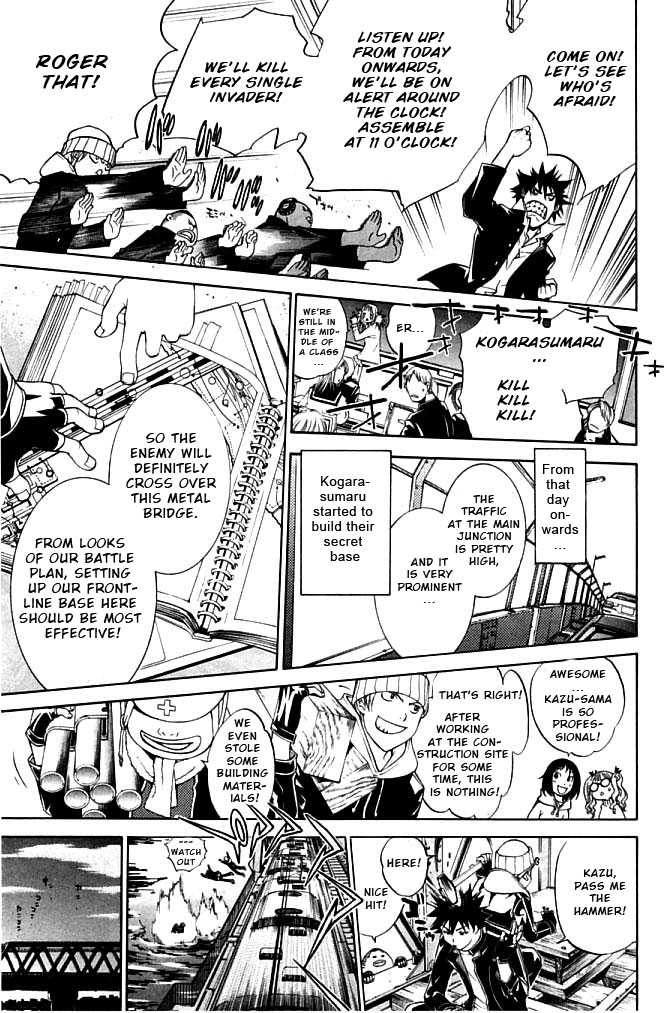 COME ON!
LET'S SEE
WHO'S
AFRAID!
LISTEN UP!
FROM TODAY
ONWARDS,
WE'LL BE ON
ALERT AROUND
THE CLOCK!
ASSEMBLE
AT 11 O'CLOCK!
WE'LL KILL
EVERY SINGLE
INVADER!
ROGER
THAT!
KOGARASUMARU
...
KILL
KILL
KILL!
ER...
WE'RE
STILL IN
THE MID-
DLE OF
A CLASS
...
SO THE
ENEMY WILL
DEFINITELY
CROSS OVER
THIS METAL
BRIDGE.
FROM LOOKS
OF OUR BATTLE
PLAN, SETTING
UP OUR FRONT-
LINE BASE HERE
SHOULD BE MOST
EFFECTIVE!
From
that
day
on-
wards
...
THE
TRAFFIC
AT THE MAIN
JUNCTION
IS PRETTY
HIGH,
AND IT
IS VERY
PROMINENT
...
Kogara-
sumaru
started to
build their
secret
base
AWESOME
...
KAZU-SAMA
IS SO
PROFES-
SIONAL!
THAT'S RIGHT!
AFTER
WORKING
AT THE CON-
STRUCTION SITE
FOR SOME
TIME, THIS
IS NOTHING!
WE
EVEN
STOLE
SOME
BUILDING
MATER-
IALS!
KAZU,
PASS ME
THE
HAMMER!
HERE!
NICE
HIT!
...
WATCH
OUT